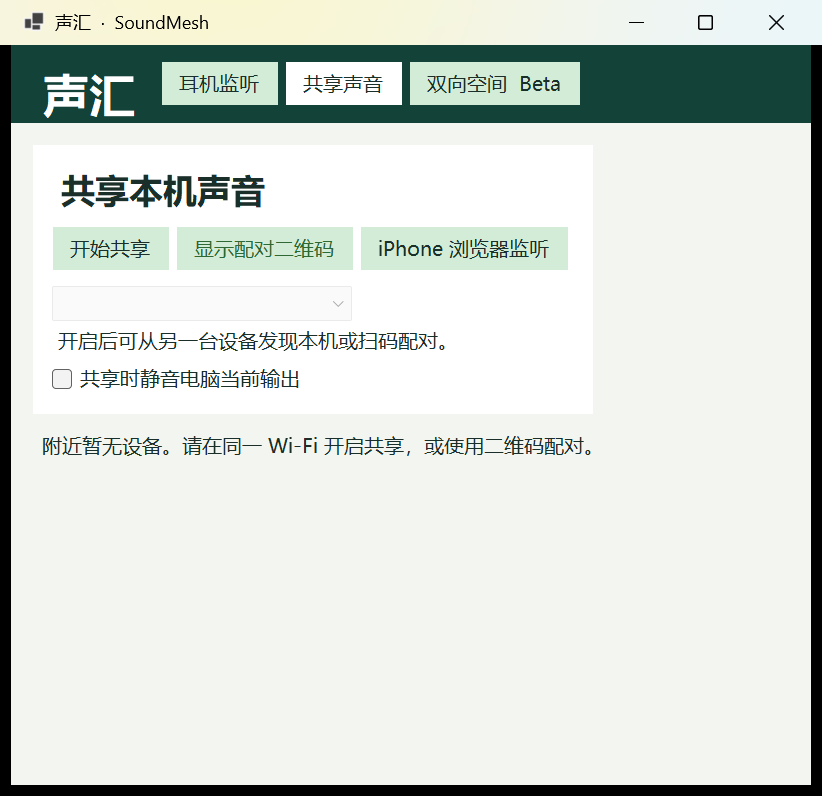 声汇 · SoundMesh
声汇 耳机监听 共享声音 双向空间 Beta
共享本机声音
开始共享 显示配对二维码 iPhone 浏览器监听
开启后可从另一台设备发现本机或扫码配对。
共享时静音电脑当前输出
附近暂无设备。请在同一 Wi-Fi 开启共享，或使用二维码配对。